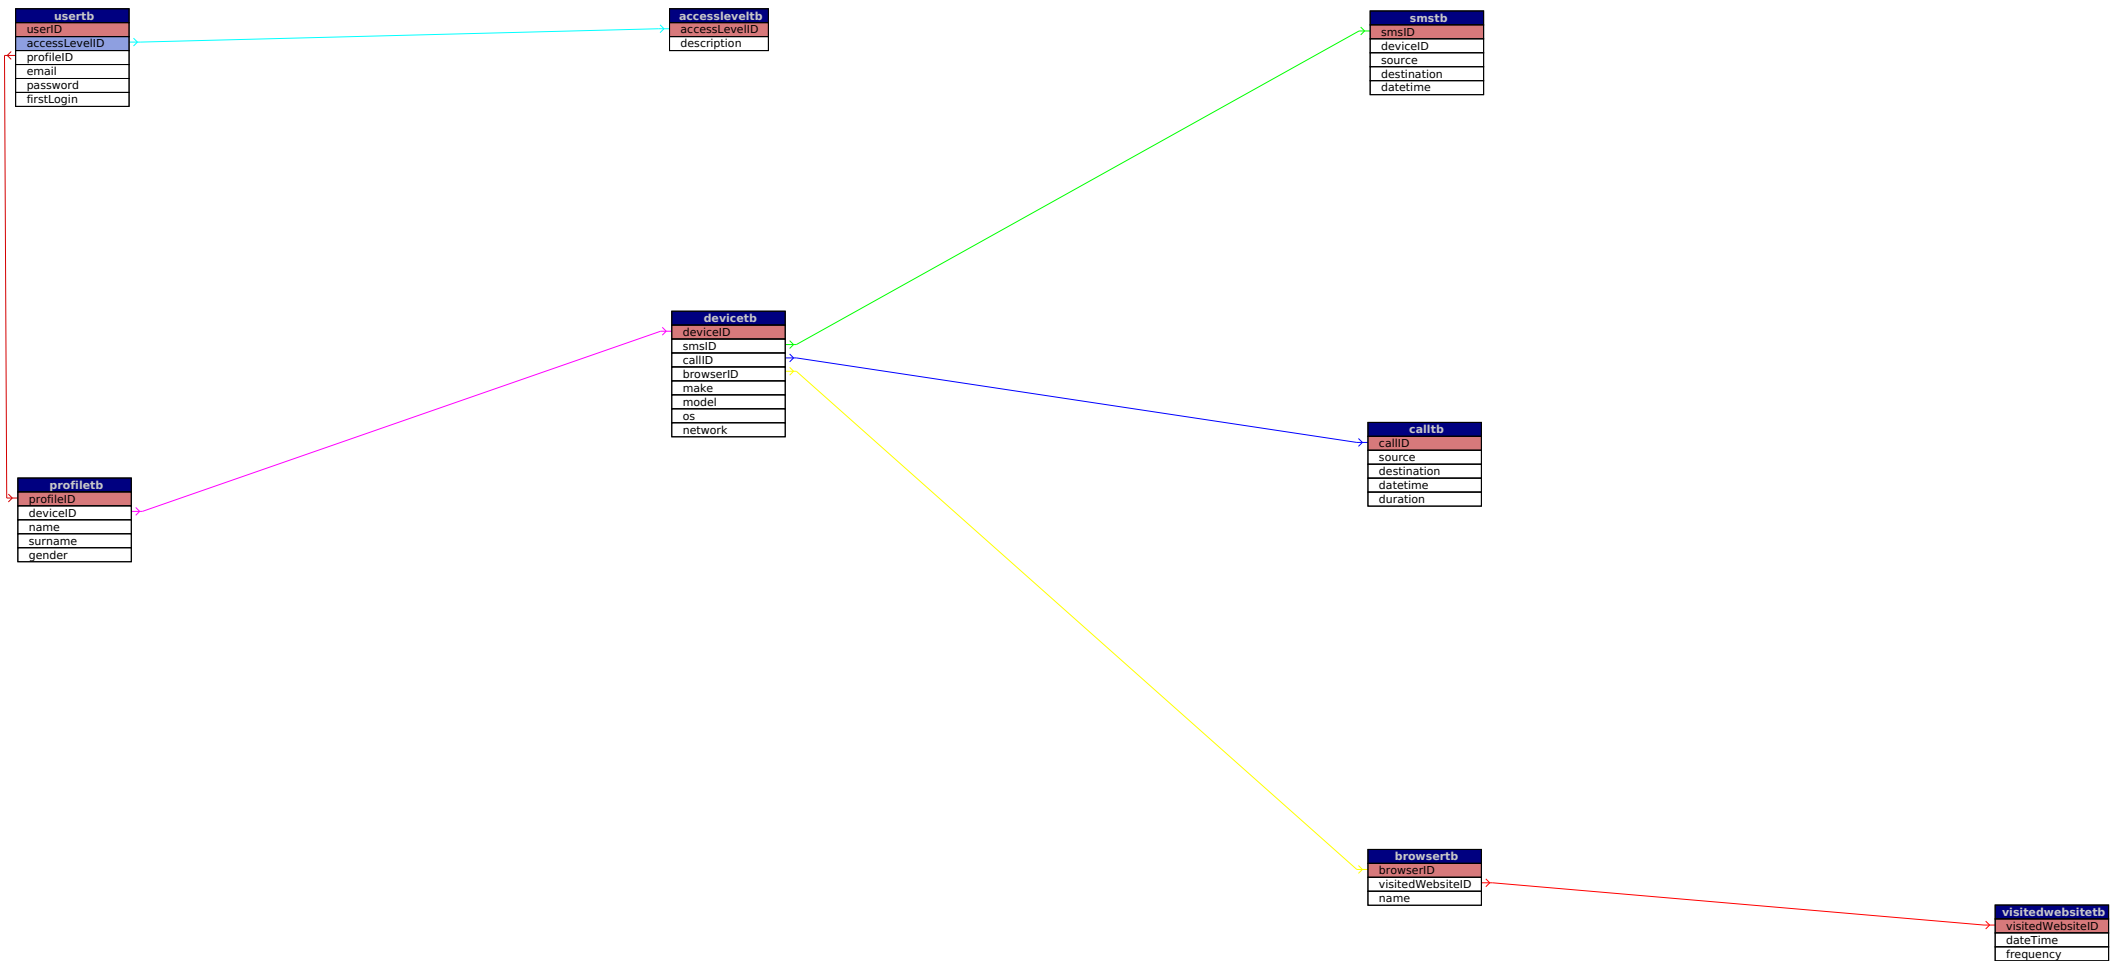 usertb
userID
accessLevelID
profileID
email
password
firstLogin
accessleveltb
accessLevelID
description
smstb
smsID
deviceID
source
destination
datetime
devicetb
deviceID
smsID
callID
browserID
make
model
os
network
calltb
callID
source
destination
datetime
duration
profiletb
profileID
deviceID
name
surname
gender
browsertb
browserID
visitedWebsiteID
name
visitedwebsitetb
visitedWebsiteID
dateTime
frequency